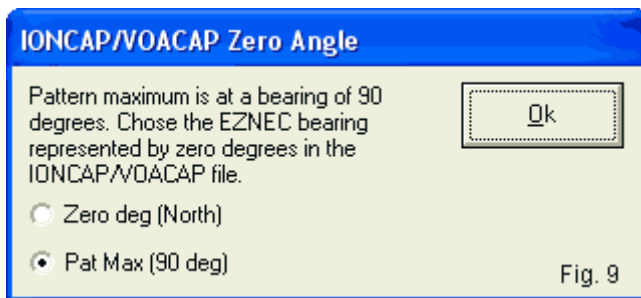 IONCAP/VOACAP Zero Angle
Pattern maximum is at a bearing of 90
degrees. Chose the EZNEC bearing
represented by zero degrees in the
IONCAP/VOACAP file.
Ok
Zero deg (North)
Pat Max (90 deg)
Fig. 9